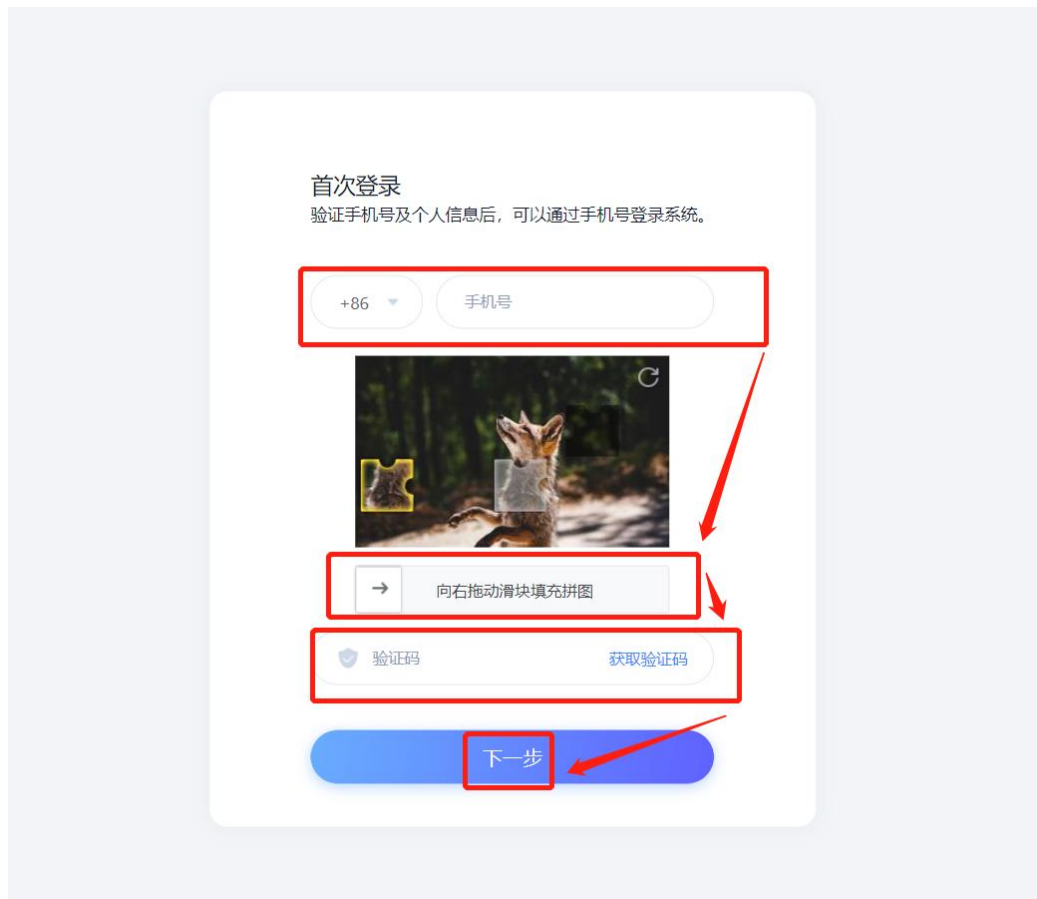 首次登录
验证手机号及个人信息后，可以通过手机号登录系统。
+86 手机号
向右拖动滑块填充拼图
验证码 获取验证码
下一步